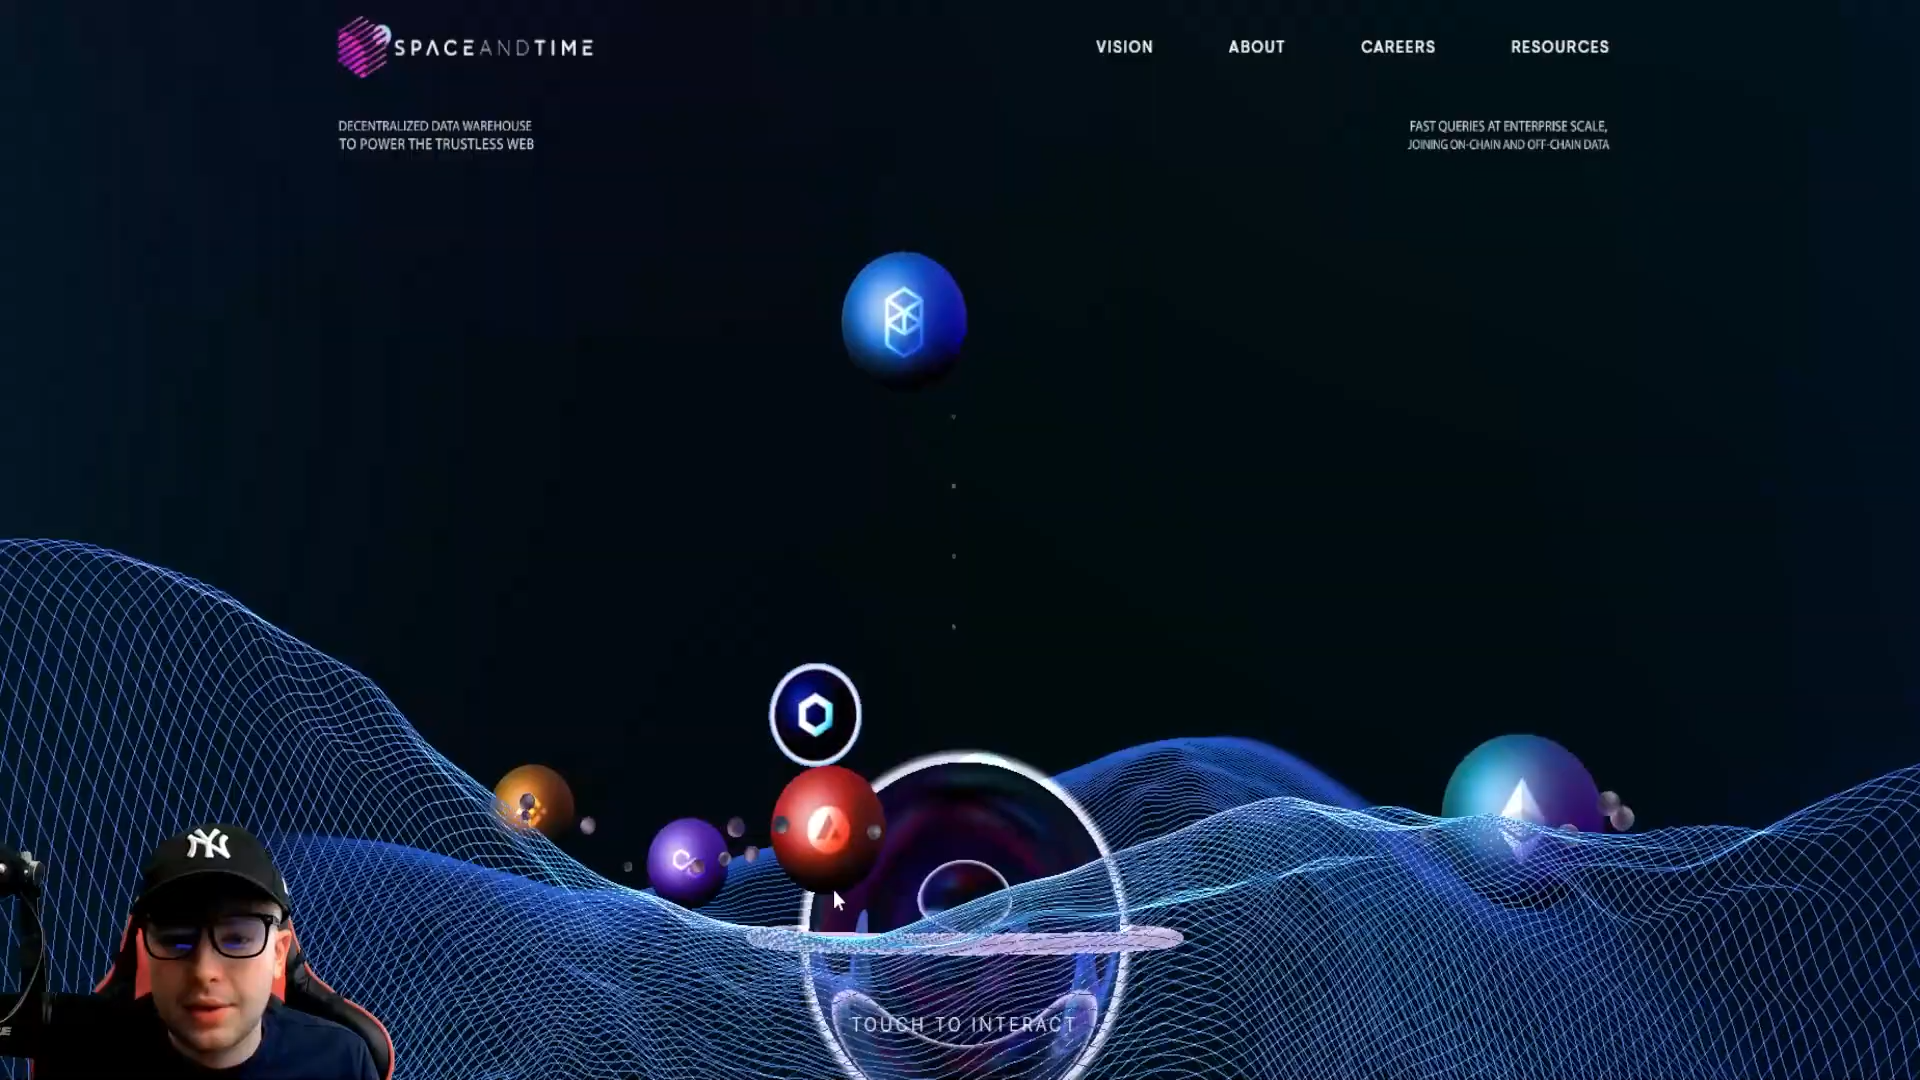 SPACEANDTIME
VISION
ABOUT
CAREERS
RESOURCES
DECENTRALIZED DATA WAREHOUSE
TO POWER THE TRUSTLESS WEB
FAST QUERIES AT ENTERPRISE SCALE,
JOINING ON-CHAIN AND OFF-CHAIN DATA
TOUCH TO INTERACT
NY